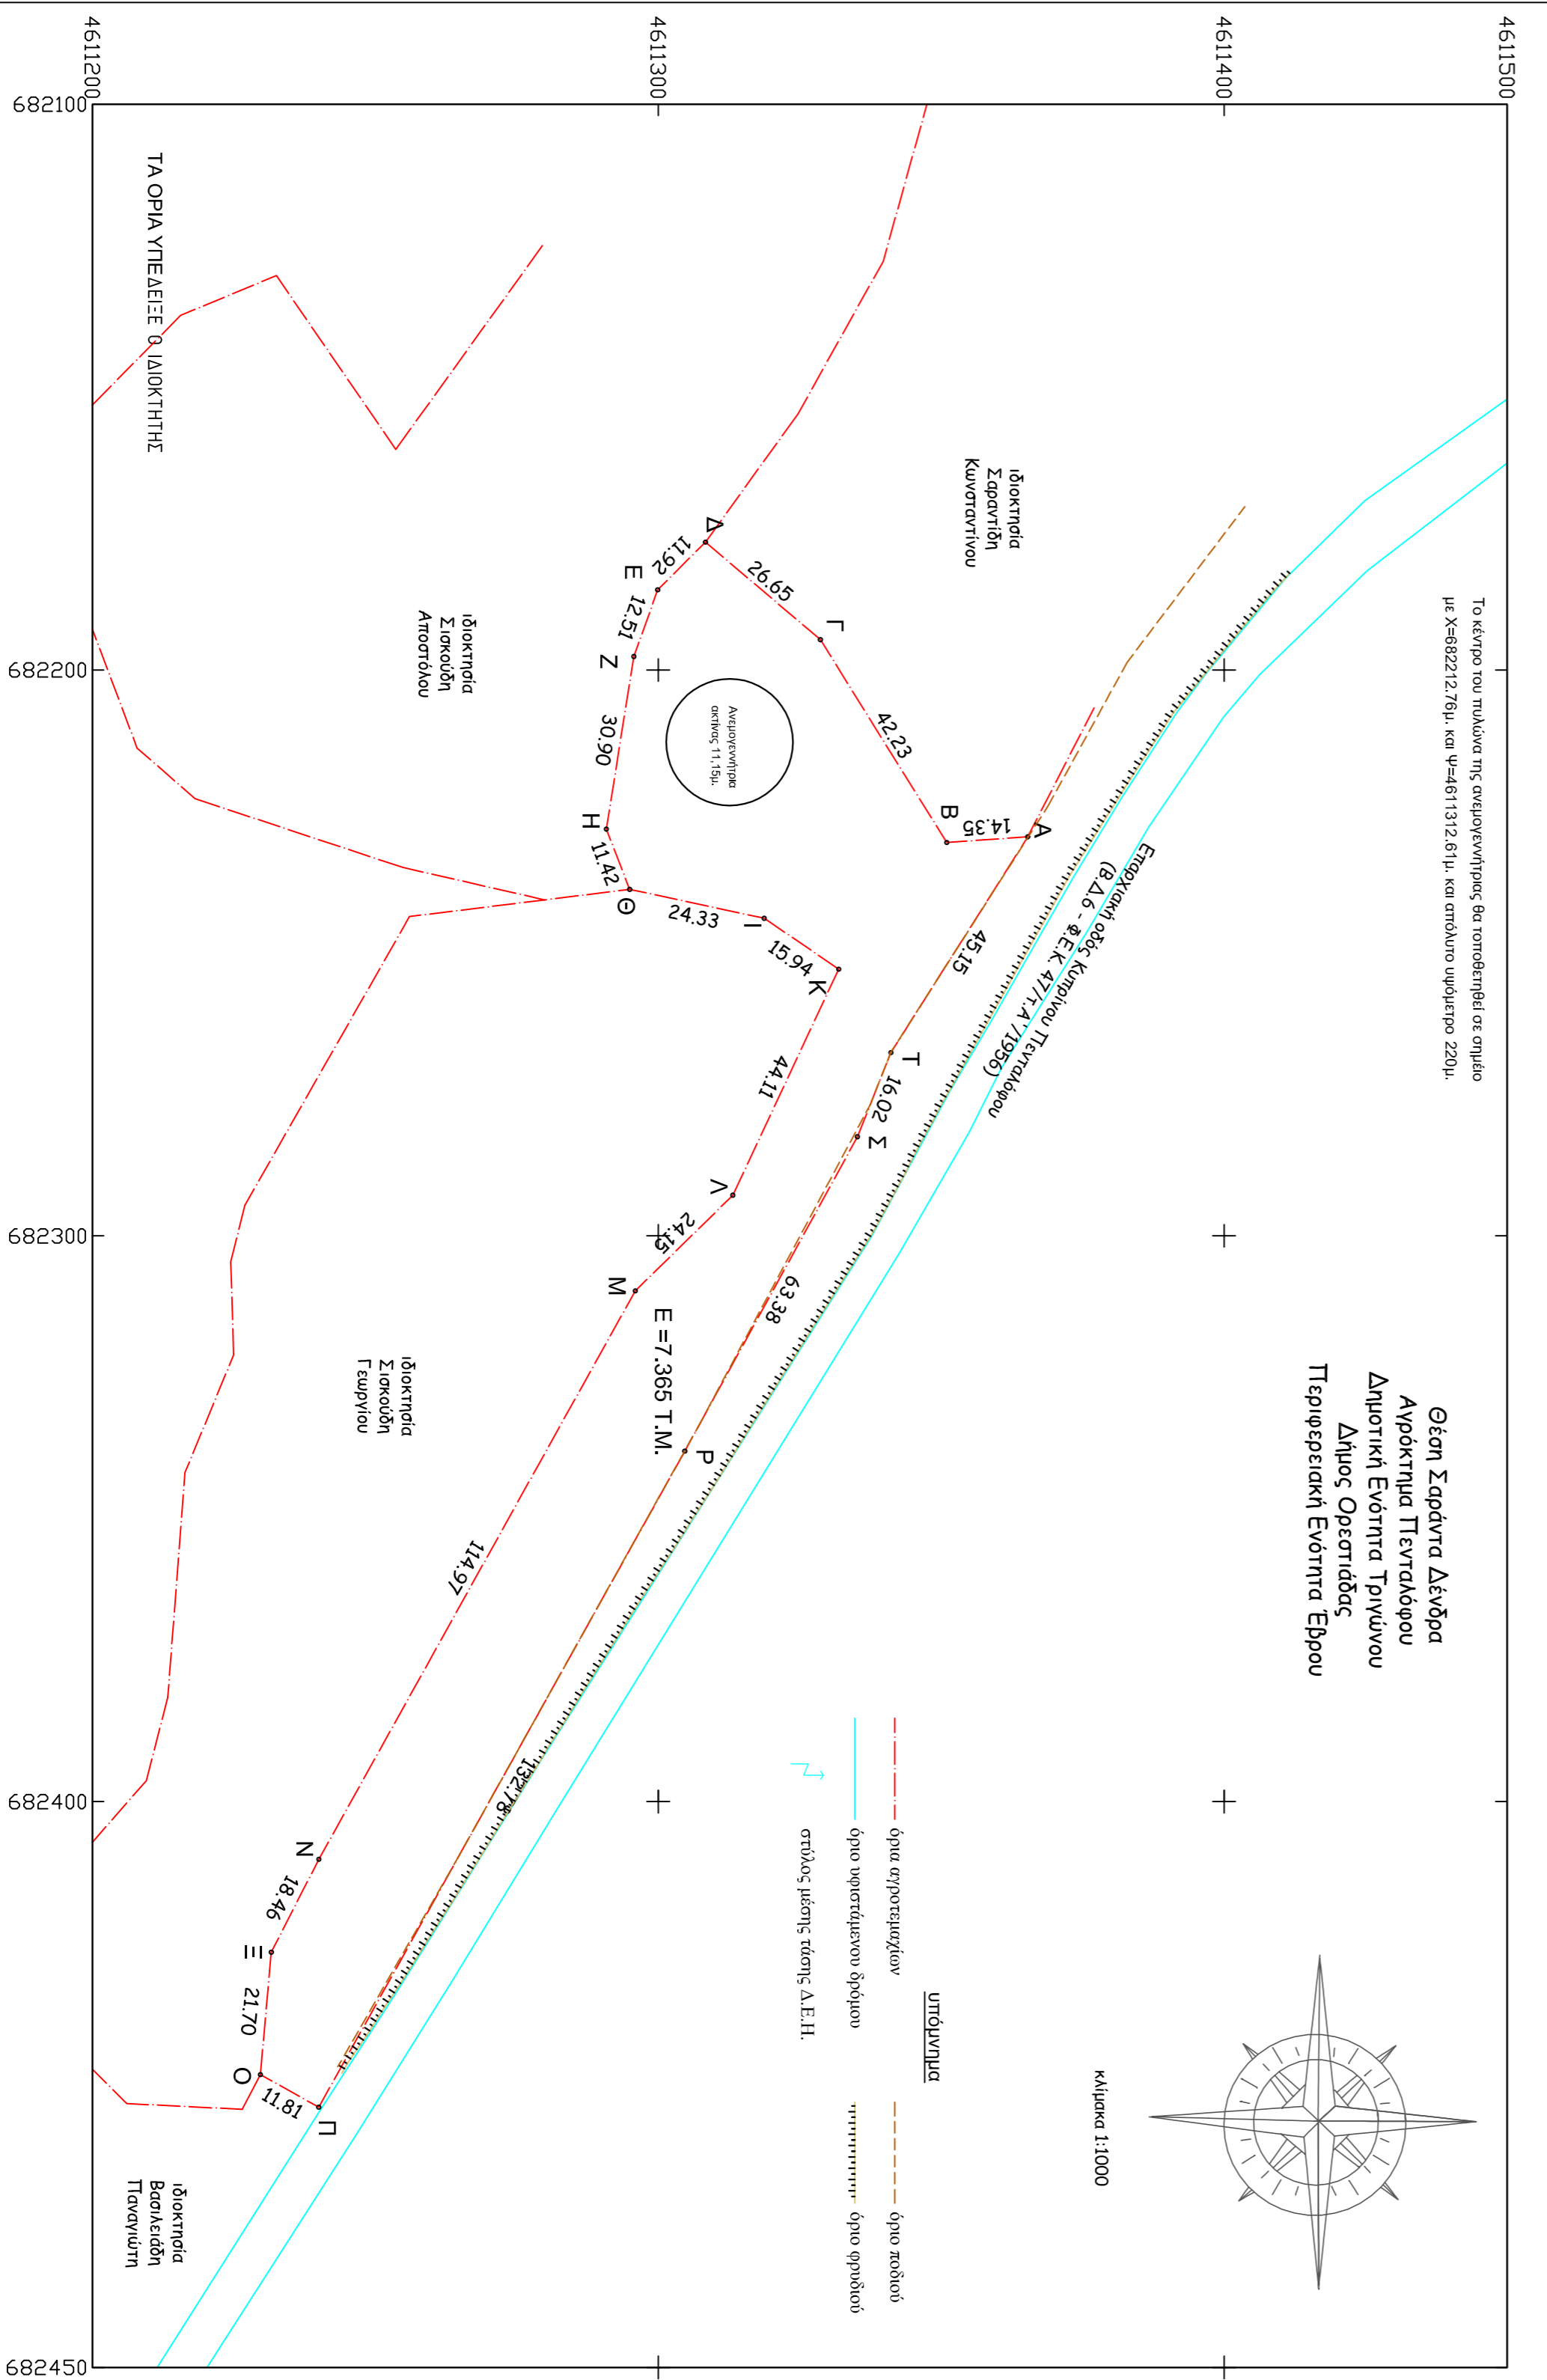 4611500
4611400
4611300
4611200
682100
682200
682300
682400
682450
Το κέντρο του πυλώνα της ανεμογεννήτριας θα τοποθετηθεί σε σημείο
με Χ=682212.76μ. και Ψ=4611312.61μ. και απόλυτο υψόμετρο 220μ.
Θέση Σαράντα Δένδρα
Αγρόκτημα Πενταλόφου
Δημοτική Ενότητα Τριγώνου
Δήμος Ορεστιάδας
Περιφερειακή Ενότητα Έβρου
κλίμακα 1:1000
υπόμνημα
όρια αγροτεμαχίων
όριο ποδιού
όριο υφιστάμενου δρόμου
όριο φρυδιού
στύλος μέσης τάσης Δ.Ε.Η.
Επαρχιακή οδός Κυπρίνου Πενταλόφου
(Β.Δ.6 - Φ.Ε.Κ. 47/τ.Α'/1956)
ιδιοκτησία
Σαραντίδη
Κωνσταντίνου
Α
14.35
Β
42.23
Γ
26.65
Δ
11.92
Ε
12.51
Ζ
30.90
Η
11.42
Θ
24.33
Ι
15.94
Κ
44.11
Λ
24.15
Μ
114.97
Ν
18.46
Ξ
21.70
Ο
11.81
Π
132.78
Ρ
63.38
Σ
16.02
Τ
45.15
Ανεμογεννήτρια
ακτίνας 11,15μ.
Ε =7.365 Τ.Μ.
ιδιοκτησία
Σισκούδη
Αποστόλου
ιδιοκτησία
Σισκούδη
Γεωργίου
ιδιοκτησία
Βασιλειάδη
Παναγιώτη
ΤΑ ΟΡΙΑ ΥΠΕΔΕΙΞΕ Ο ΙΔΙΟΚΤΗΤΗΣ